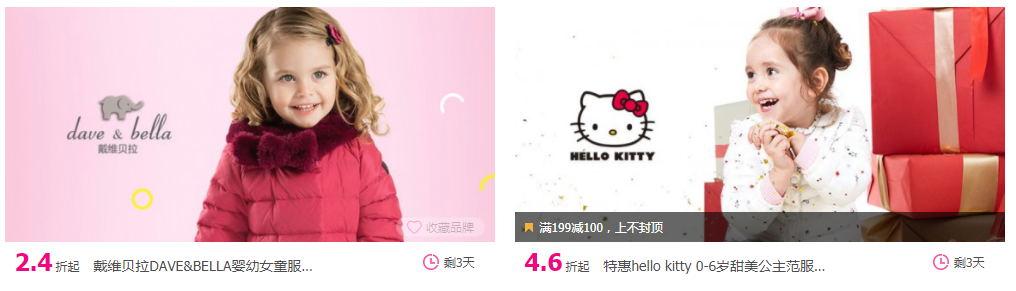 dave & bella
戴维贝拉
收藏品牌
2.4折起 戴维贝拉DAVE&BELLA婴幼女童服... 剩3天
HELLO KITTY
满199减100，上不封顶
4.6折起 特惠hello kitty 0-6岁甜美公主范服... 剩3天